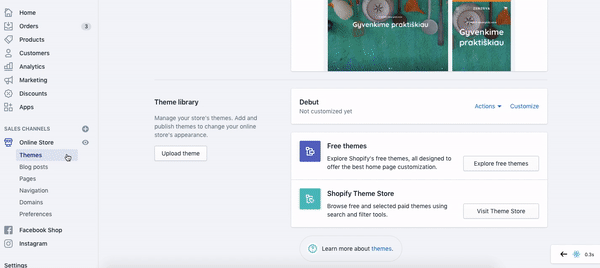 Home
Orders 3
Products
Customers
Analytics
Marketing
Discounts
Apps
SALES CHANNELS
Online Store
Themes
Blog posts
Pages
Navigation
Domains
Preferences
Facebook Shop
Instagram
Settings
Gyvenkime praktiškiau
Gyvenkime
praktiškiau
Theme library
Manage your store's themes. Add and
publish themes to change your online
store's appearance.
Upload theme
Debut
Not customized yet
Actions
Customize
Free themes
Explore Shopify's free themes, all designed to
offer the best home page customization.
Explore free themes
Shopify Theme Store
Browse free and selected paid themes using
search and filter tools.
Visit Theme Store
Learn more about themes.
0.3s